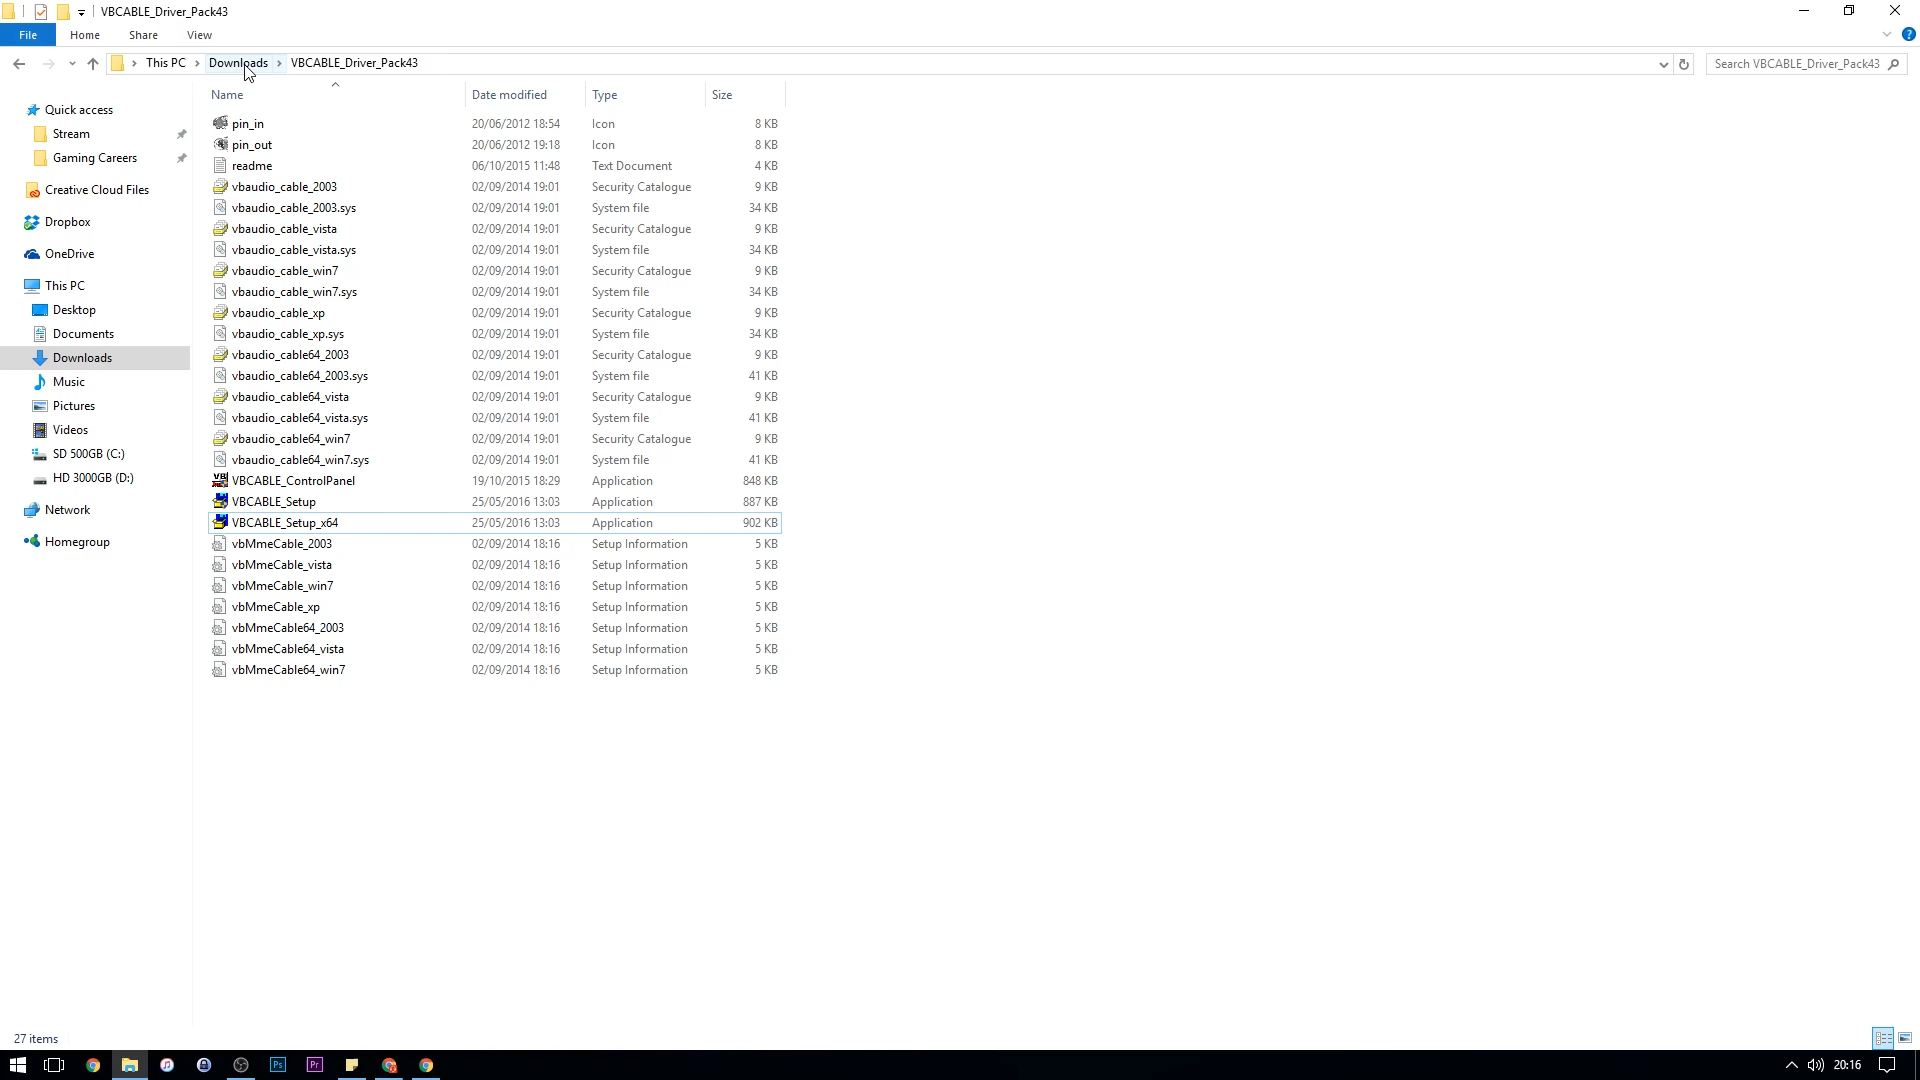 VBCABLE_Driver_Pack43
File Home Share View
This PC Downloads VBCABLE_Driver_Pack43 Search VBCABLE_Driver_Pack43
Name Date modified Type Size
Quick access
Stream
Gaming Careers
Creative Cloud Files
Dropbox
OneDrive
This PC
Desktop
Documents
Downloads
Music
Pictures
Videos
SD 500GB (C:)
HD 3000GB (D:)
Network
Homegroup
pin_in 20/06/2012 18:54 Icon 8 KB
pin_out 20/06/2012 19:18 Icon 8 KB
readme 06/10/2015 11:48 Text Document 4 KB
vbaudio_cable_2003 02/09/2014 19:01 Security Catalogue 9 KB
vbaudio_cable_2003.sys 02/09/2014 19:01 System file 34 KB
vbaudio_cable_vista 02/09/2014 19:01 Security Catalogue 9 KB
vbaudio_cable_vista.sys 02/09/2014 19:01 System file 34 KB
vbaudio_cable_win7 02/09/2014 19:01 Security Catalogue 9 KB
vbaudio_cable_win7.sys 02/09/2014 19:01 System file 34 KB
vbaudio_cable_xp 02/09/2014 19:01 Security Catalogue 9 KB
vbaudio_cable_xp.sys 02/09/2014 19:01 System file 34 KB
vbaudio_cable64_2003 02/09/2014 19:01 Security Catalogue 9 KB
vbaudio_cable64_2003.sys 02/09/2014 19:01 System file 41 KB
vbaudio_cable64_vista 02/09/2014 19:01 Security Catalogue 9 KB
vbaudio_cable64_vista.sys 02/09/2014 19:01 System file 41 KB
vbaudio_cable64_win7 02/09/2014 19:01 Security Catalogue 9 KB
vbaudio_cable64_win7.sys 02/09/2014 19:01 System file 41 KB
VBCABLE_ControlPanel 19/10/2015 18:29 Application 848 KB
VBCABLE_Setup 25/05/2016 13:03 Application 887 KB
VBCABLE_Setup_x64 25/05/2016 13:03 Application 902 KB
vbMmeCable_2003 02/09/2014 18:16 Setup Information 5 KB
vbMmeCable_vista 02/09/2014 18:16 Setup Information 5 KB
vbMmeCable_win7 02/09/2014 18:16 Setup Information 5 KB
vbMmeCable_xp 02/09/2014 18:16 Setup Information 5 KB
vbMmeCable64_2003 02/09/2014 18:16 Setup Information 5 KB
vbMmeCable64_vista 02/09/2014 18:16 Setup Information 5 KB
vbMmeCable64_win7 02/09/2014 18:16 Setup Information 5 KB
27 items
Ps Pr 20:16